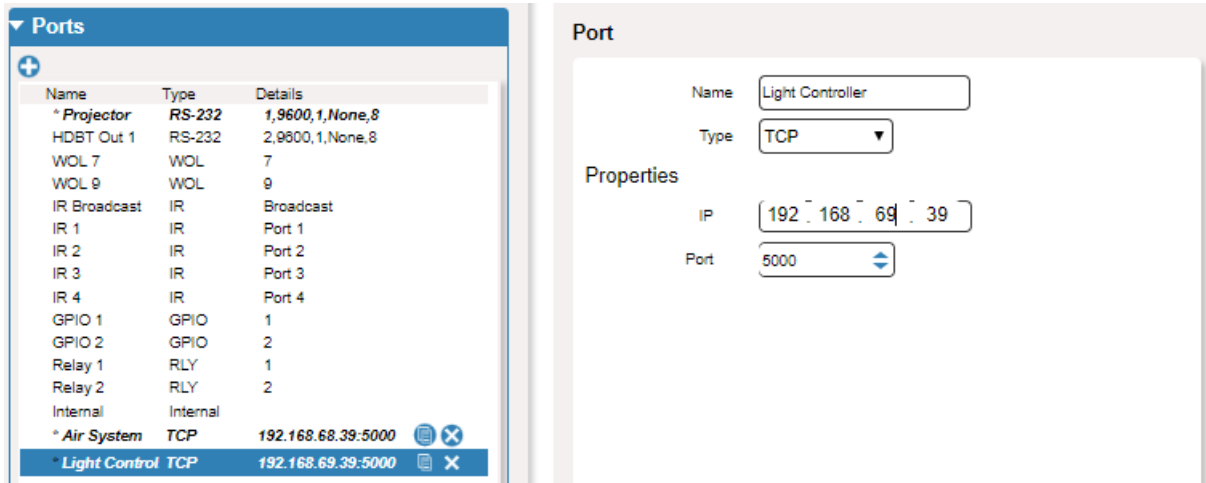 Ports
Name Type Details
* Projector RS-232 1,9600,1,None,8
HDBT Out 1 RS-232 2,9600,1,None,8
WOL 7 WOL 7
WOL 9 WOL 9
IR Broadcast IR Broadcast
IR 1 IR Port 1
IR 2 IR Port 2
IR 3 IR Port 3
IR 4 IR Port 4
GPIO 1 GPIO 1
GPIO 2 GPIO 2
Relay 1 RLY 1
Relay 2 RLY 2
Internal Internal
* Air System TCP 192.168.68.39:5000
* Light Control TCP 192.168.69.39:5000
Port
Name Light Controller
Type TCP
Properties
IP 192 . 168 . 69 . 39
Port 5000